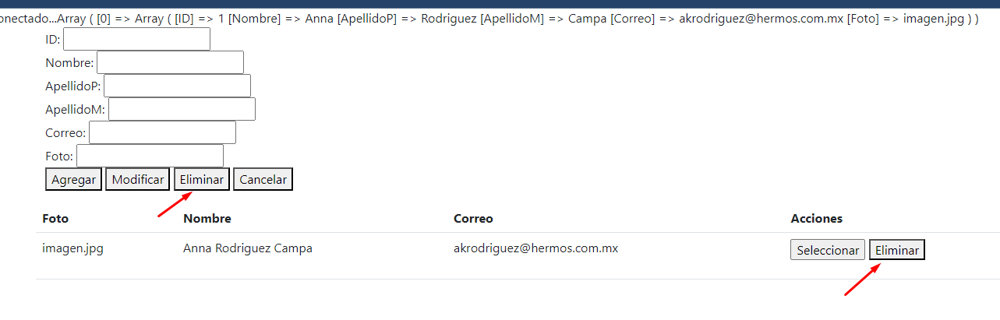 onectado...Array ( [0] => Array ( [ID] => 1 [Nombre] => Anna [ApellidoP] => Rodriguez [ApellidoM] => Campa [Correo] => akrodriguez@hermos.com.mx [Foto] => imagen.jpg ) )
ID:
Nombre:
ApellidoP:
ApellidoM:
Correo:
Foto:
Agregar Modificar Eliminar Cancelar
Foto Nombre Correo Acciones
imagen.jpg Anna Rodriguez Campa akrodriguez@hermos.com.mx Seleccionar Eliminar